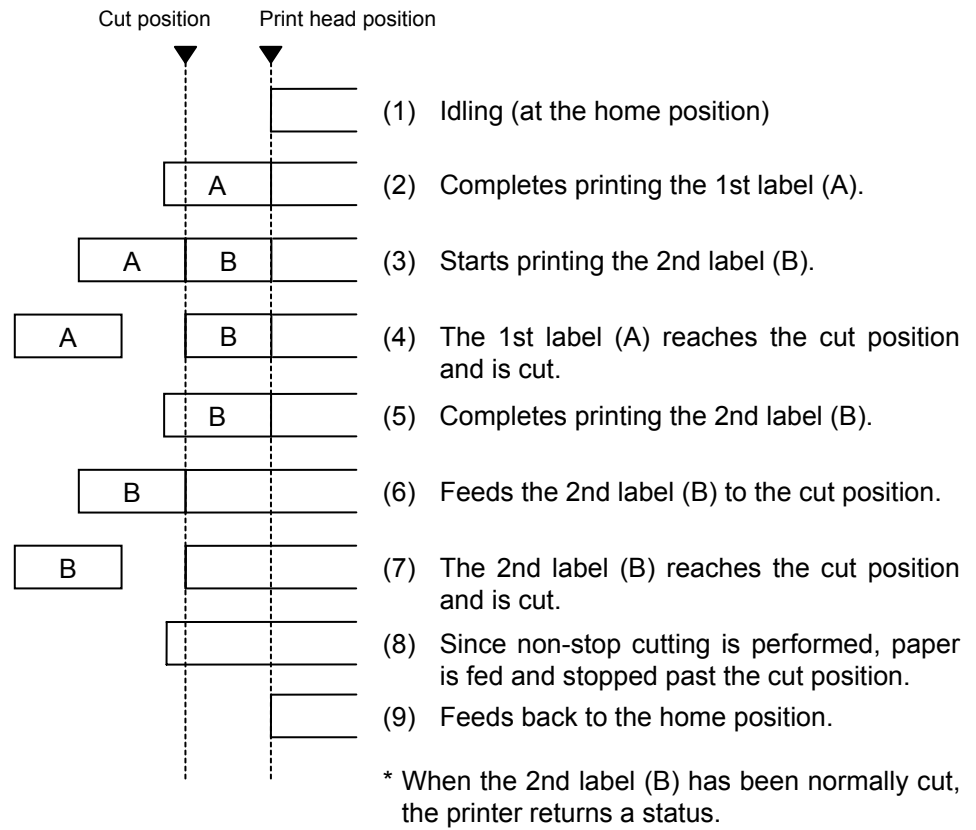 Cut position Print head position
(1) Idling (at the home position)
A (2) Completes printing the 1st label (A).
A B (3) Starts printing the 2nd label (B).
A B (4) The 1st label (A) reaches the cut position
and is cut.
B (5) Completes printing the 2nd label (B).
B (6) Feeds the 2nd label (B) to the cut position.
B (7) The 2nd label (B) reaches the cut position
and is cut.
(8) Since non-stop cutting is performed, paper
is fed and stopped past the cut position.
(9) Feeds back to the home position.
* When the 2nd label (B) has been normally cut,
the printer returns a status.